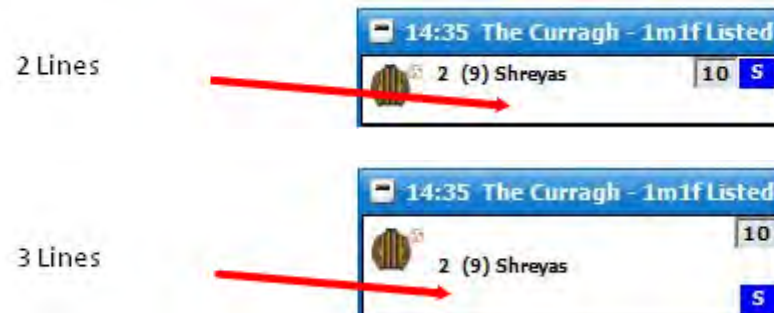 14:35 The Curragh - 1m1f Listed
2 Lines
2 (9) Shreyas 10 S
14:35 The Curragh - 1m1f Listed
10
3 Lines
2 (9) Shreyas
S